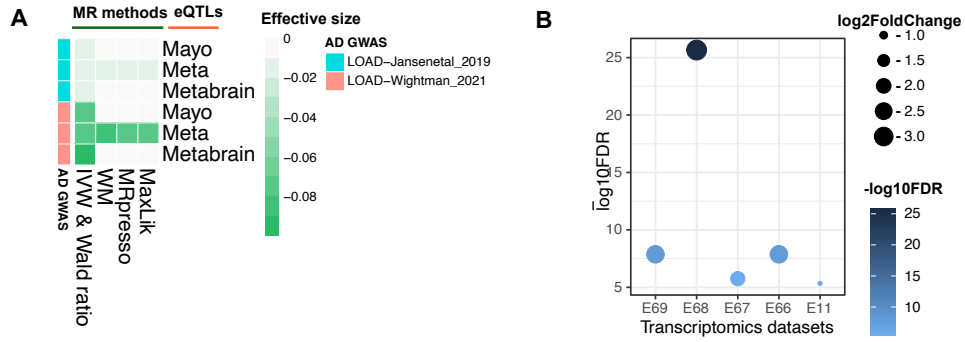 A
MR methods eQTLs
Mayo
Meta
Metabrain
Mayo
Meta
Metabrain
AD GWAS
IVW & Wald ratio
WM
MRpresso
MaxLik
Effective size
0
−0.02
−0.04
−0.06
−0.08
AD GWAS
LOAD-Jansenetal_2019
LOAD-Wightman_2021
B
-log10FDR
25
20
15
10
5
E69 E68 E67 E66 E11
Transcriptomics datasets
log2FoldChange
- 1.0
- 1.5
- 2.0
- 2.5
- 3.0
-log10FDR
25
20
15
10